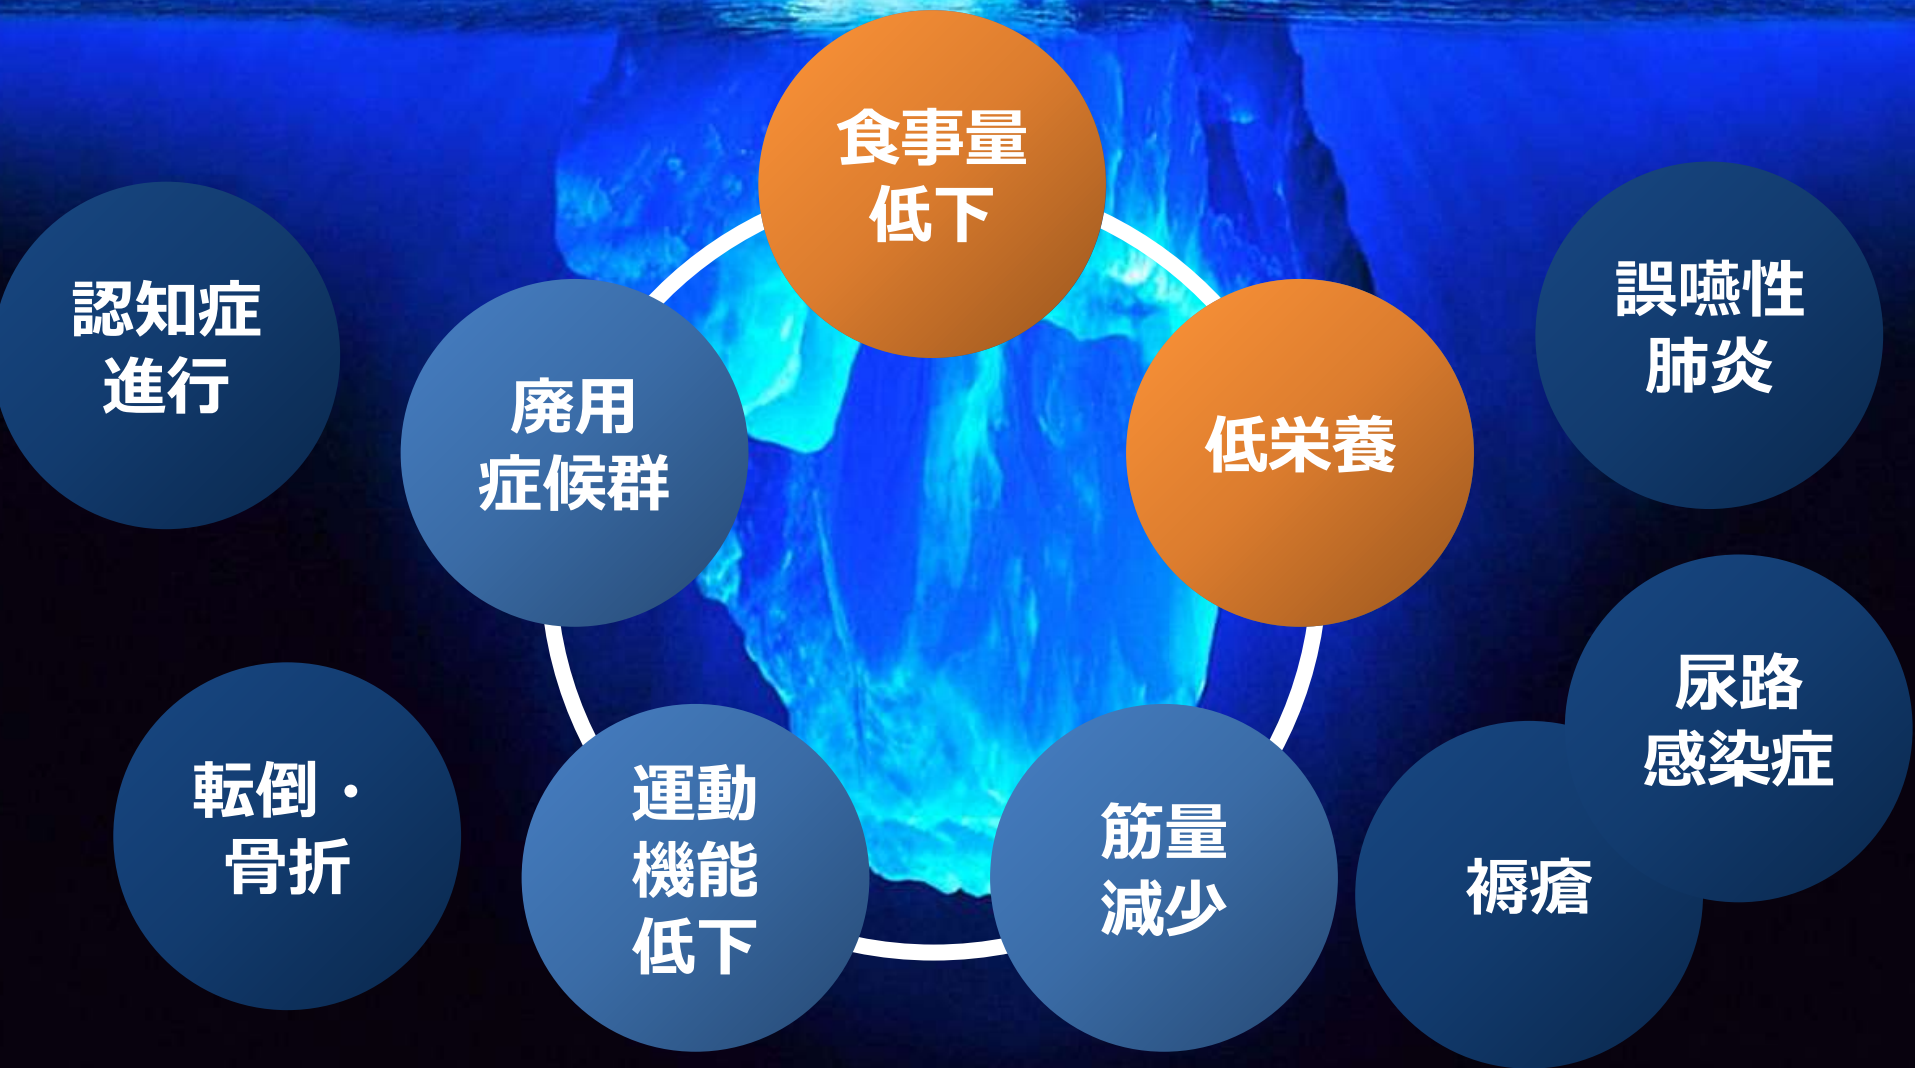 食事量
低下
認知症
進行
廃用
症候群
低栄養
誤嚥性
肺炎
転倒・
骨折
運動
機能
低下
筋量
減少
褥瘡
尿路
感染症